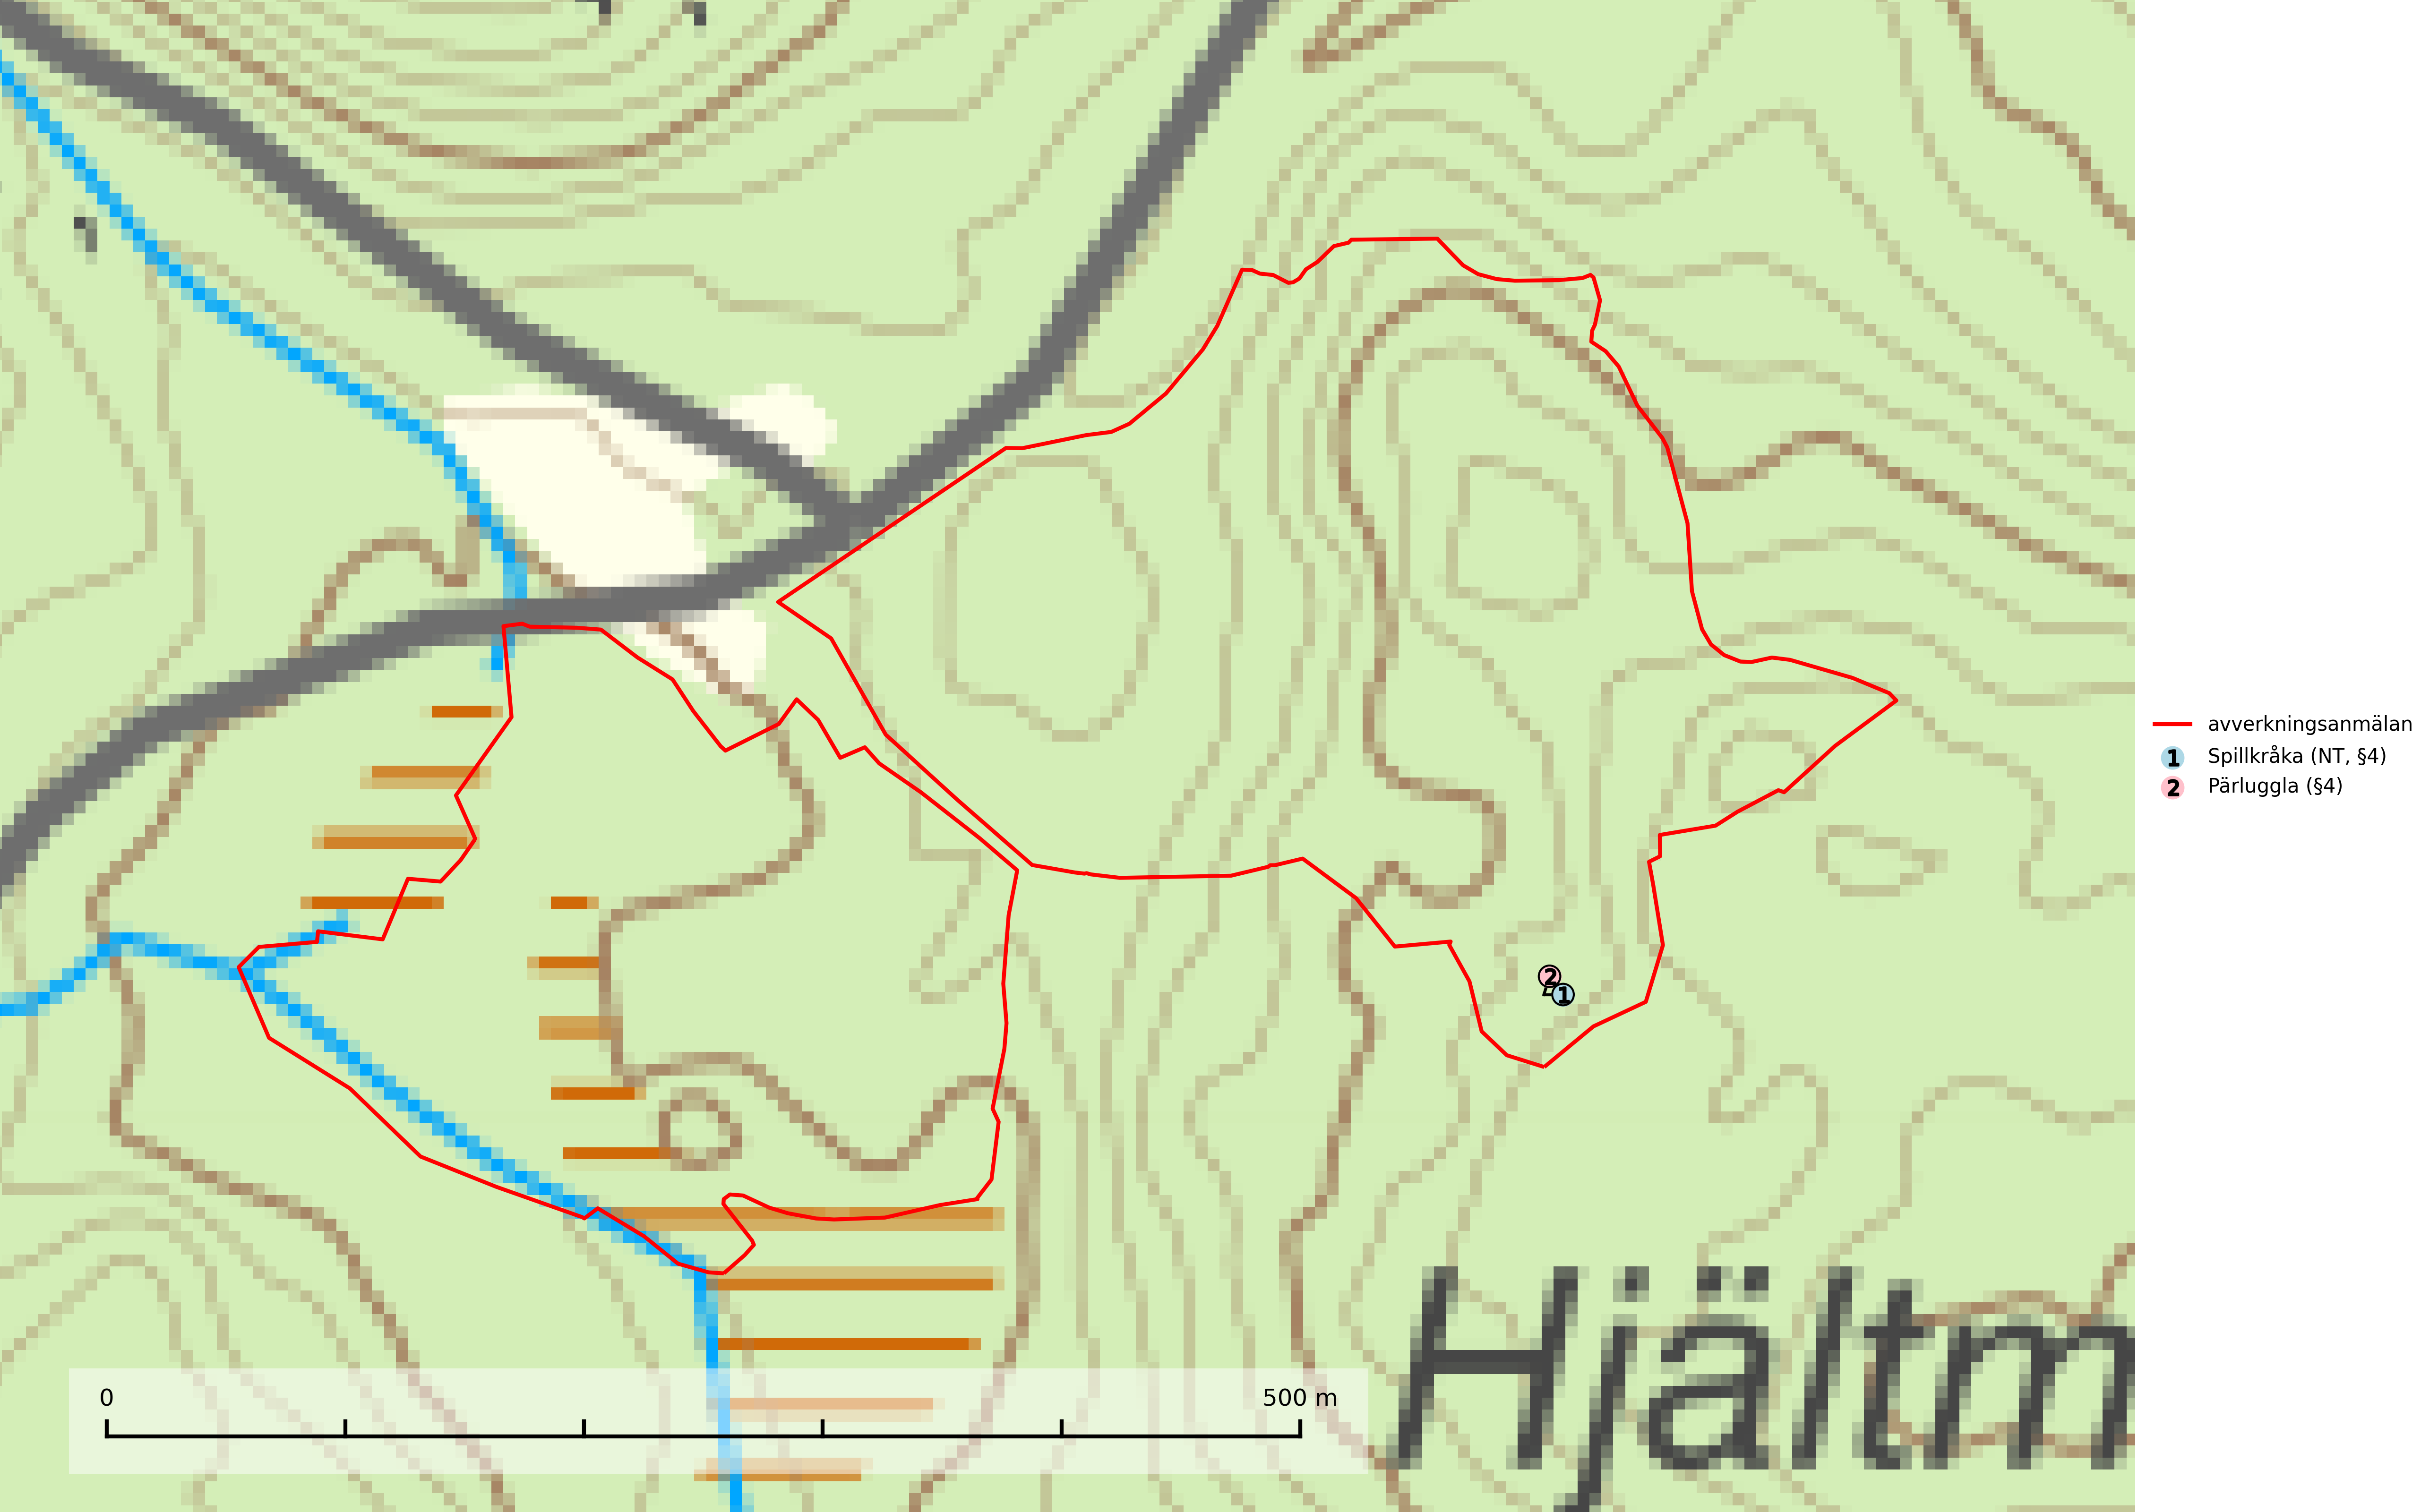 avverkningsanmälan
1 Spillkråka (NT, §4)
2 Pärluggla (§4)
2
1
Hjältm
0 500 m